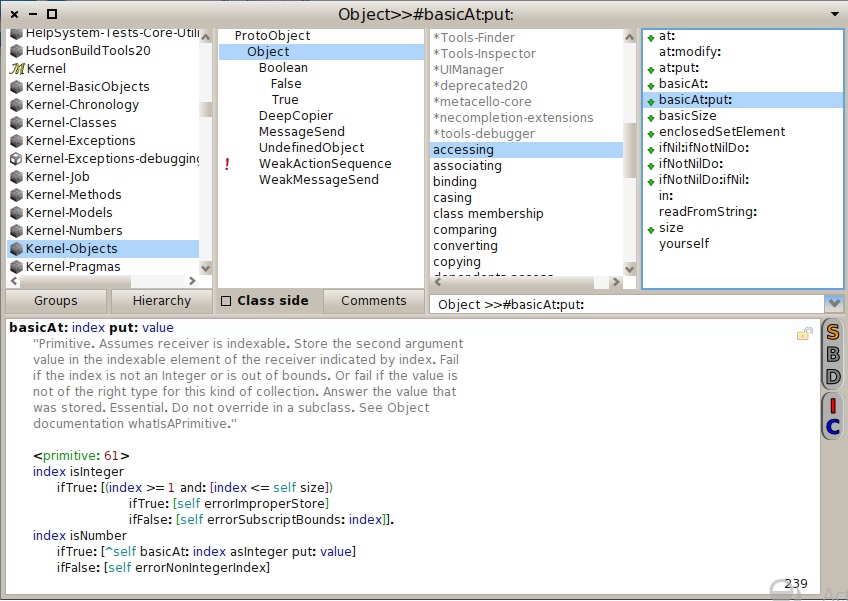 Object>>#basicAt:put:
HelpSystem-Tests-Core-Util
HudsonBuildTools20
Kernel
Kernel-BasicObjects
Kernel-Chronology
Kernel-Classes
Kernel-Exceptions
Kernel-Exceptions-debugging
Kernel-Job
Kernel-Methods
Kernel-Models
Kernel-Numbers
Kernel-Objects
Kernel-Pragmas
ProtoObject
Object
Boolean
False
True
DeepCopier
MessageSend
UndefinedObject
! WeakActionSequence
WeakMessageSend
*Tools-Finder
*Tools-Inspector
*UIManager
*deprecated20
*metacello-core
*necompletion-extensions
*tools-debugger
accessing
associating
binding
casing
class membership
comparing
converting
copying
dependents access
at:
at:modify:
at:put:
basicAt:
basicAt:put:
basicSize
enclosedSetElement
ifNil:ifNotNilDo:
ifNotNilDo:
ifNotNilDo:ifNil:
in:
readFromString:
size
yourself
Groups
Hierarchy
Class side
Comments
Object >>#basicAt:put:
basicAt: index put: value
"Primitive. Assumes receiver is indexable. Store the second argument
value in the indexable element of the receiver indicated by index. Fail
if the index is not an Integer or is out of bounds. Or fail if the value is
not of the right type for this kind of collection. Answer the value that
was stored. Essential. Do not override in a subclass. See Object
documentation whatIsAPrimitive."
<primitive: 61>
index isInteger
ifTrue: [(index >= 1 and: [index <= self size])
ifTrue: [self errorImproperStore]
ifFalse: [self errorSubscriptBounds: index]].
index isNumber
ifTrue: [^self basicAt: index asInteger put: value]
ifFalse: [self errorNonIntegerIndex]
S
B
D
I
C
239